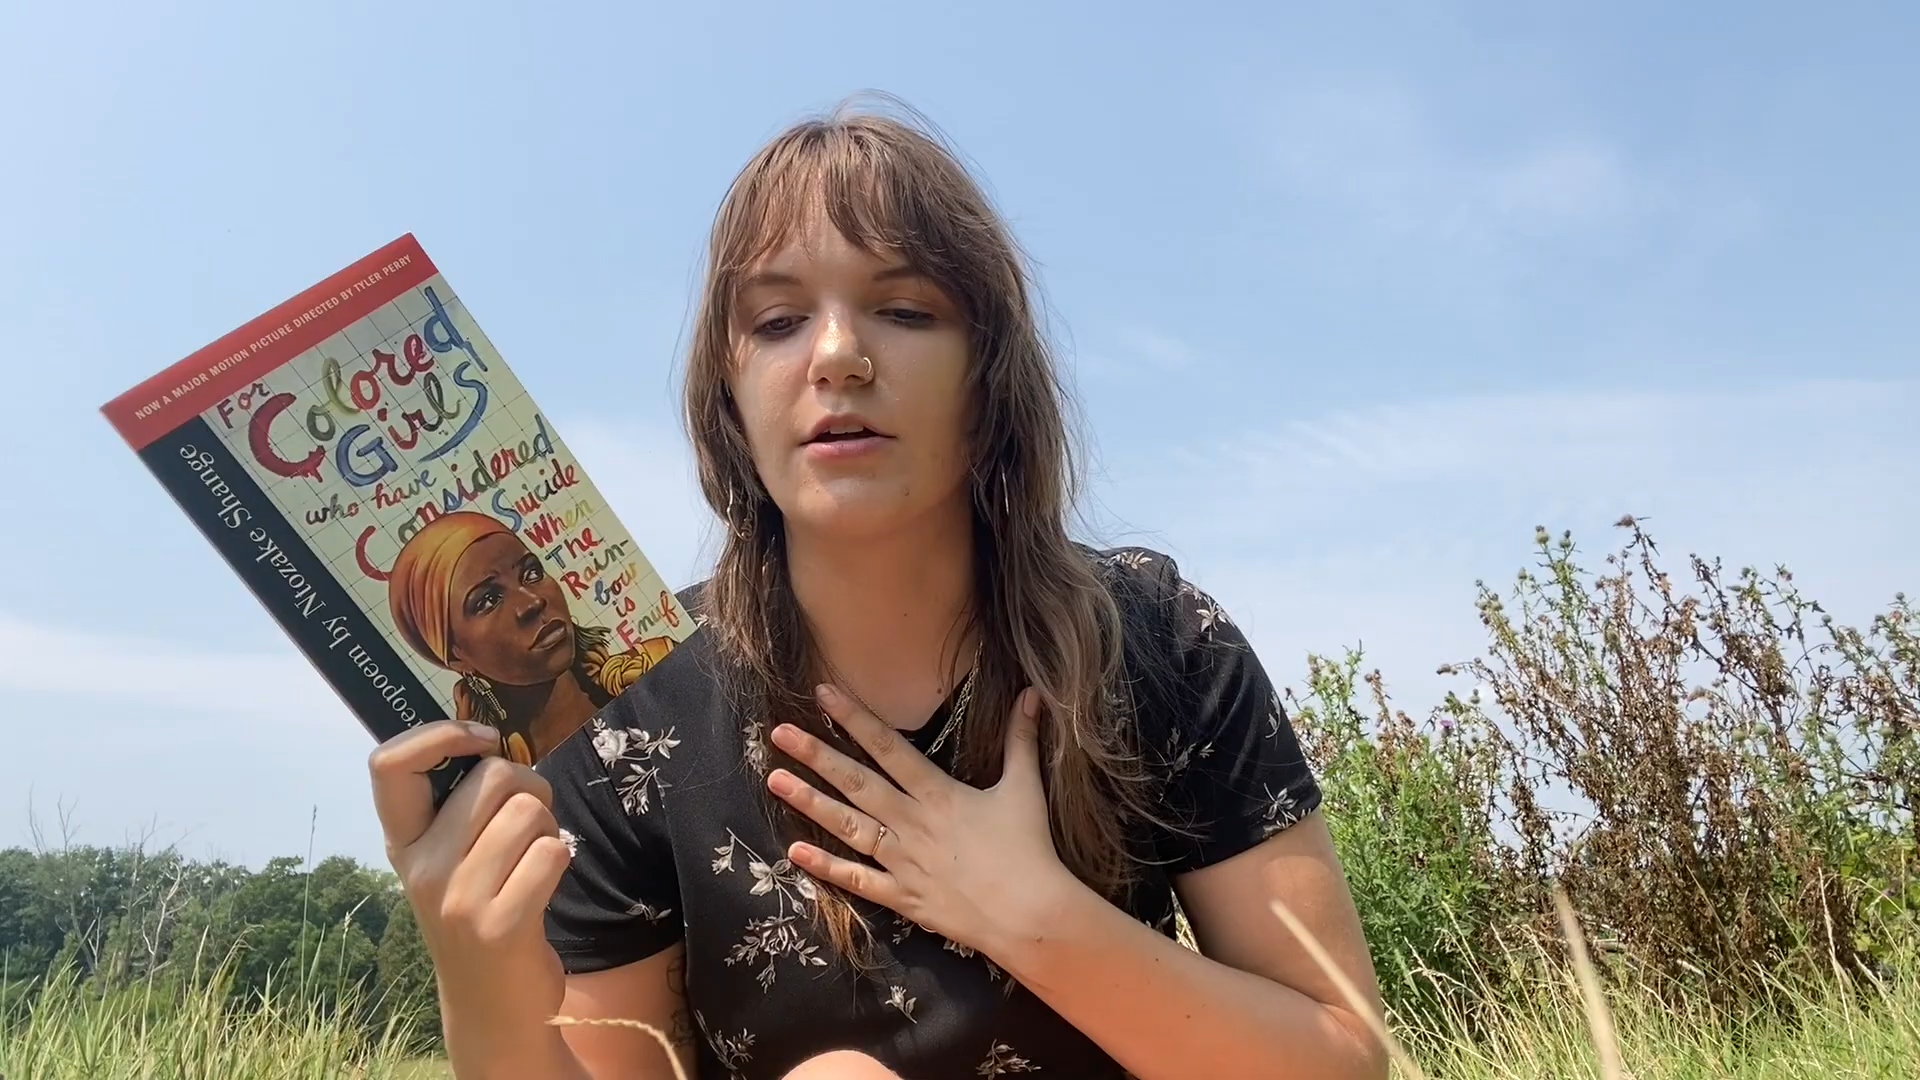 NOW A MAJOR MOTION PICTURE DIRECTED BY TYLER PERRY
For
Colored
Girls
who have
Considered
Suicide
When
The
Rain-
bow
is
Enuf
by Ntozake Shange